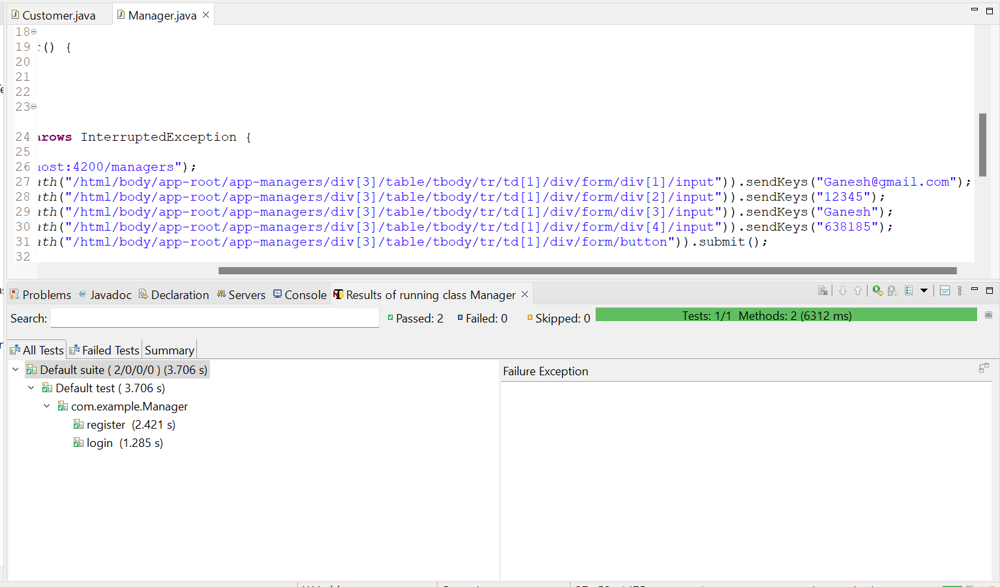 Customer.java Manager.java
18
19 r() {
20
21
22
23
24 hrows InterruptedException {
25
26 host:4200/managers");
27 ath("/html/body/app-root/app-managers/div[3]/table/tbody/tr/td[1]/div/form/div[1]/input")).sendKeys("Ganesh@gmail.com");
28 ath("/html/body/app-root/app-managers/div[3]/table/tbody/tr/td[1]/div/form/div[2]/input")).sendKeys("12345");
29 ath("/html/body/app-root/app-managers/div[3]/table/tbody/tr/td[1]/div/form/div[3]/input")).sendKeys("Ganesh");
30 ath("/html/body/app-root/app-managers/div[3]/table/tbody/tr/td[1]/div/form/div[4]/input")).sendKeys("638185");
31 ath("/html/body/app-root/app-managers/div[3]/table/tbody/tr/td[1]/div/form/button")).submit();
32
Problems @ Javadoc Declaration Servers Console Results of running class Manager
Search: Passed: 2 Failed: 0 Skipped: 0 Tests: 1/1 Methods: 2 (6312 ms)
All Tests Failed Tests Summary
Default suite ( 2/0/0/0 ) (3.706 s)
Default test ( 3.706 s)
com.example.Manager
register (2.421 s)
login (1.285 s)
Failure Exception